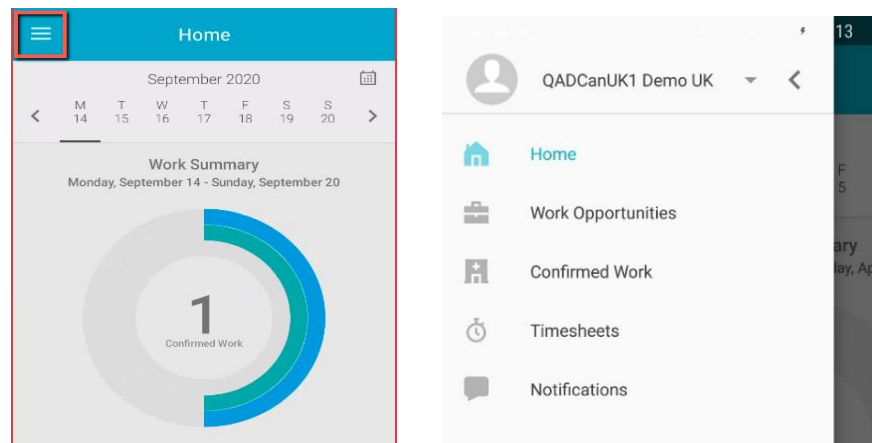 Home
September 2020
M T W T F S S
14 15 16 17 18 19 20
Work Summary
Monday, September 14 - Sunday, September 20
1
Confirmed Work
13
QADCanUK1 Demo UK
Home
Work Opportunities
Confirmed Work
Timesheets
Notifications
F
5
ary
lay, Ap